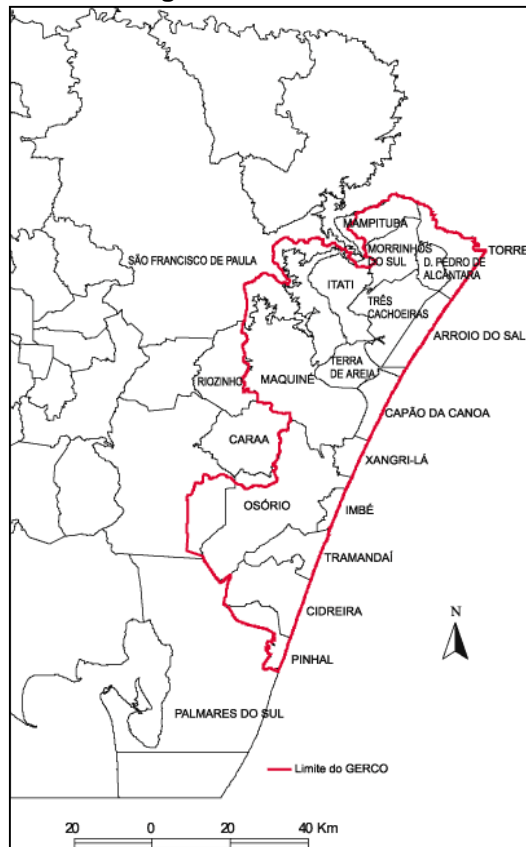 MAMPITUBA
TORRE
MORRINHOS
DO SUL
D. PEDRO DE
ALCÂNTARA
SÃO FRANCISCO DE PAULA
ITATI
TRÊS
CACHOEIRAS
ARROIO DO SAL
TERRA
DE AREIA
RIOZINHO
MAQUINÉ
CAPÃO DA CANOA
CARAA
XANGRI-LÁ
OSÓRIO
IMBÉ
TRAMANDAÍ
CIDREIRA
N
PINHAL
PALMARES DO SUL
Limite do GERCO
20 0 20 40 Km